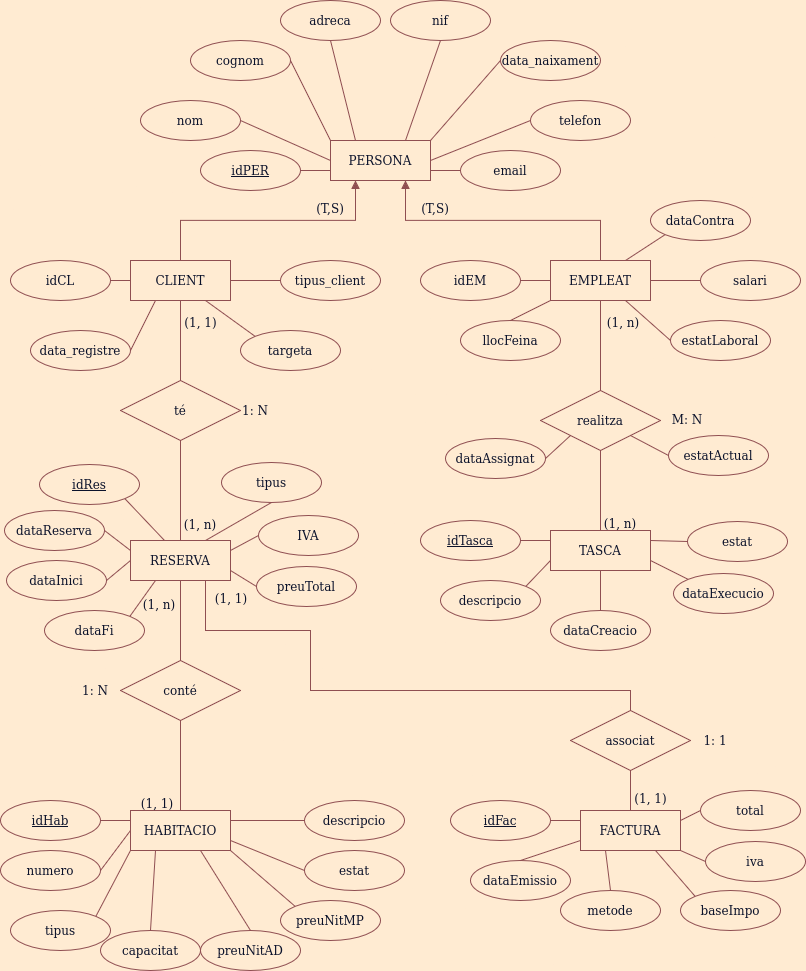 adreca
nif
cognom
data_naixament
nom
telefon
PERSONA
idPER
email
(T,S)
(T,S)
dataContra
idCL
CLIENT
tipus_client
idEM
EMPLEAT
salari
(1, 1)
(1, n)
data_registre
targeta
llocFeina
estatLaboral
té
1: N
realitza
M: N
dataAssignat
estatActual
idRes
tipus
(1, n)
(1, n)
dataReserva
IVA
idTasca
estat
RESERVA
TASCA
dataInici
preuTotal
descripcio
dataExecucio
(1, n)
(1, 1)
dataFi
dataCreacio
1: N
conté
associat
1: 1
(1, 1)
(1, 1)
idHab
HABITACIO
descripcio
idFac
FACTURA
total
numero
estat
dataEmissio
iva
tipus
preuNitMP
metode
baseImpo
capacitat
preuNitAD